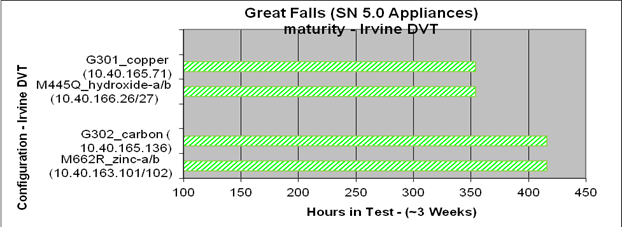 Great Falls (SN 5.0 Appliances)
maturity - Irvine DVT
Configuration - Irvine DVT
G301_copper
(10.40.165.71)
M445Q_hydroxide-a/b
(10.40.166.26/27)
G302_carbon (
10.40.165.136)
M662R_zinc-a/b
(10.40.163.101/102)
100 150 200 250 300 350 400 450
Hours in Test - (~3 Weeks)